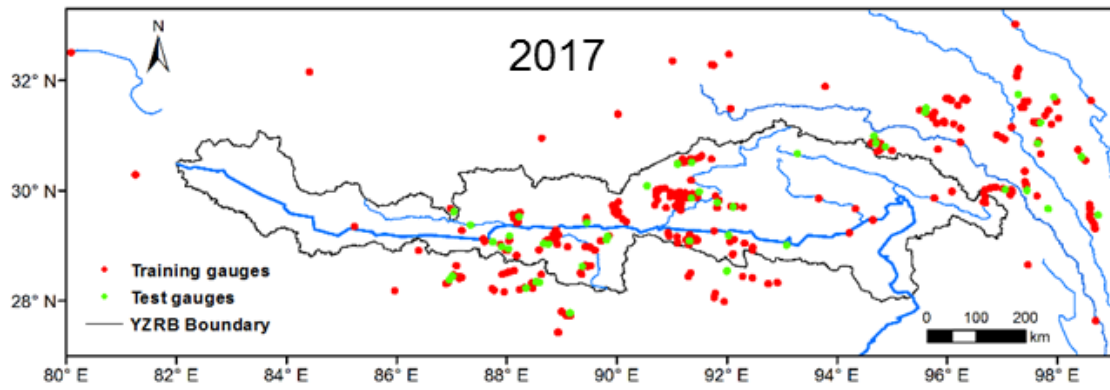 N
2017
32° N
30° N
28° N
Training gauges
Test gauges
YZRB Boundary
0 100 200
km
80° E 82° E 84° E 86° E 88° E 90° E 92° E 94° E 96° E 98° E